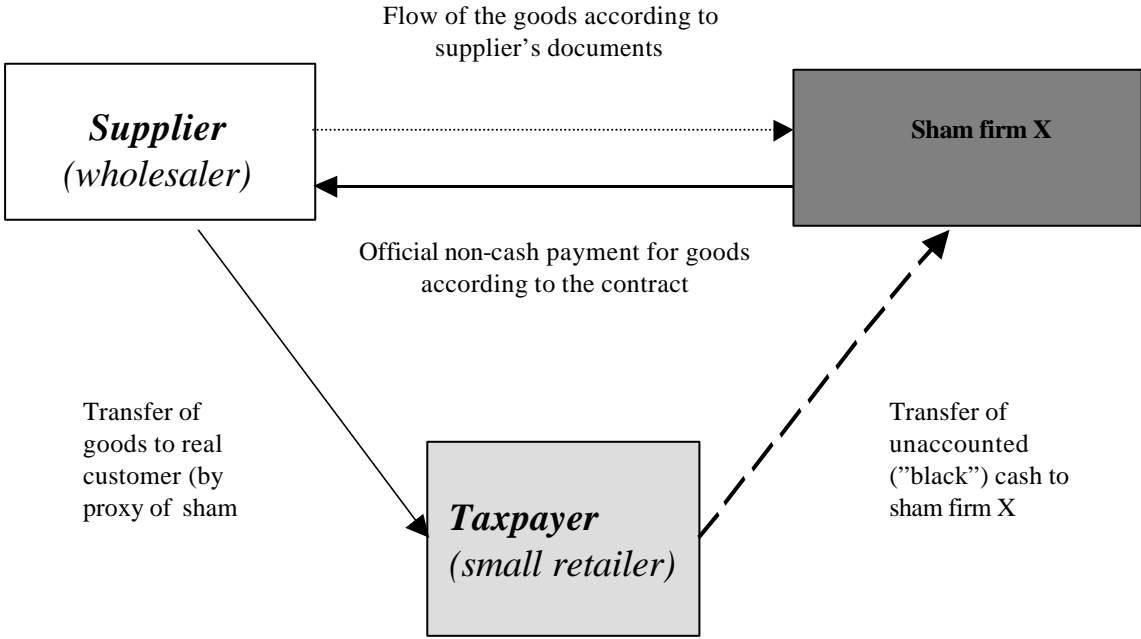 Flow of the goods according to
supplier’s documents
Supplier
(wholesaler)
Sham firm X
Official non-cash payment for goods
according to the contract
Transfer of
goods to real
customer (by
proxy of sham
Transfer of
unaccounted
(”black”) cash to
sham firm X
Taxpayer
(small retailer)